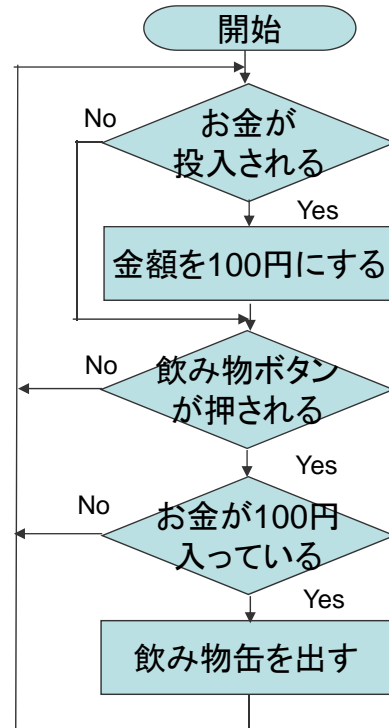 開始
No
お金が
投入される
Yes
金額を100円にする
No
飲み物ボタン
が押される
Yes
No
お金が100円
入っている
Yes
飲み物缶を出す